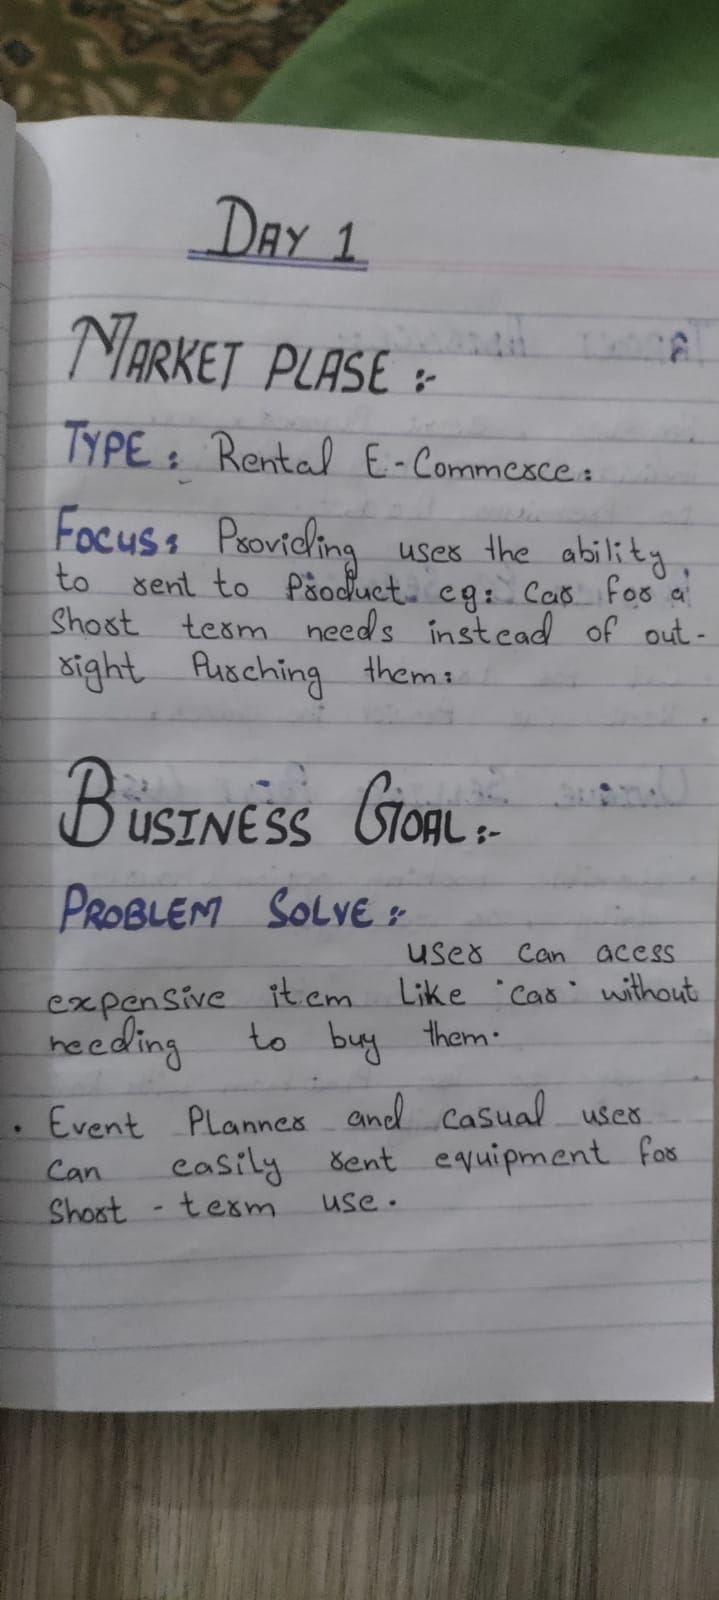 DAY 1
MARKET PLASE :-
TYPE : Rental E-Commerce :
Focus : Providing user the ability
to rent to Product. eg: Car for a
Short term needs instead of out-
right Purching them :
BUSINESS GOAL :-
PROBLEM SOLVE :-
user can acess
expensive item like 'car' without
needing to buy them.
• Event Planner and casual user
can easily rent equipment for
Short - term use.